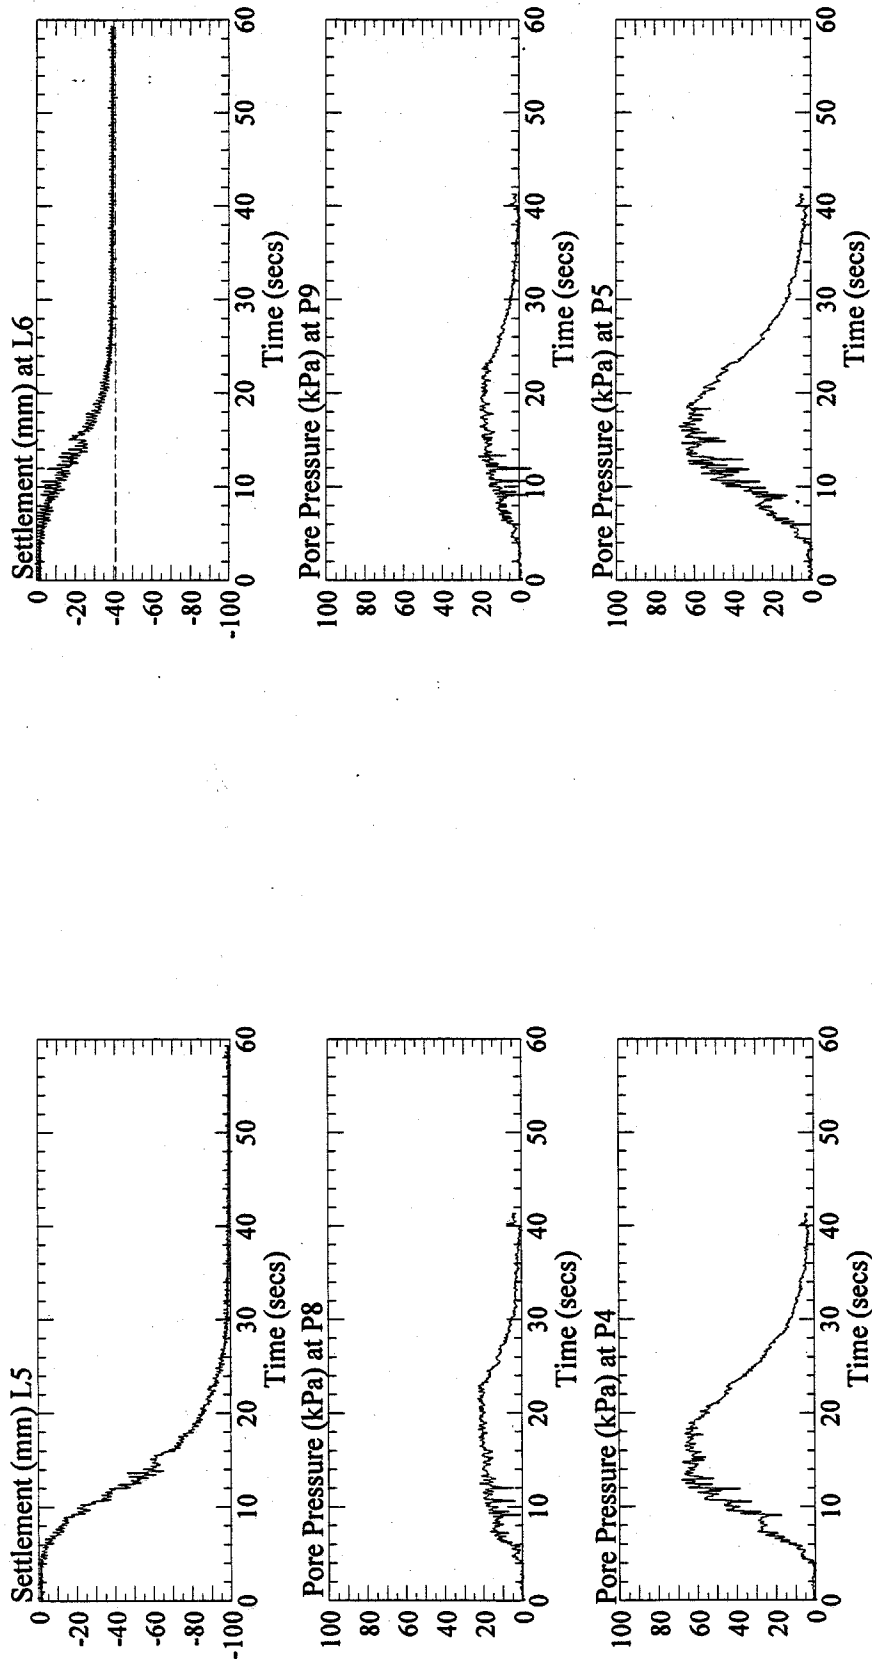 Settlement (mm) L5
0
-20
-40
-60
-80
-100
0 10 20 30 40 50 60
Time (secs)
Pore Pressure (kPa) at P8
100
80
60
40
20
0
0 10 20 30 40 50 60
Time (secs)
Pore Pressure (kPa) at P4
100
80
60
40
20
0
0 10 20 30 40 50 60
Time (secs)
Settlement (mm) at L6
0
-20
-40
-60
-80
-100
0 10 20 30 40 50 60
Time (secs)
Pore Pressure (kPa) at P9
100
80
60
40
20
0
0 10 20 30 40 50 60
Time (secs)
Pore Pressure (kPa) at P5
100
80
60
40
20
0
0 10 20 30 40 50 60
Time (secs)